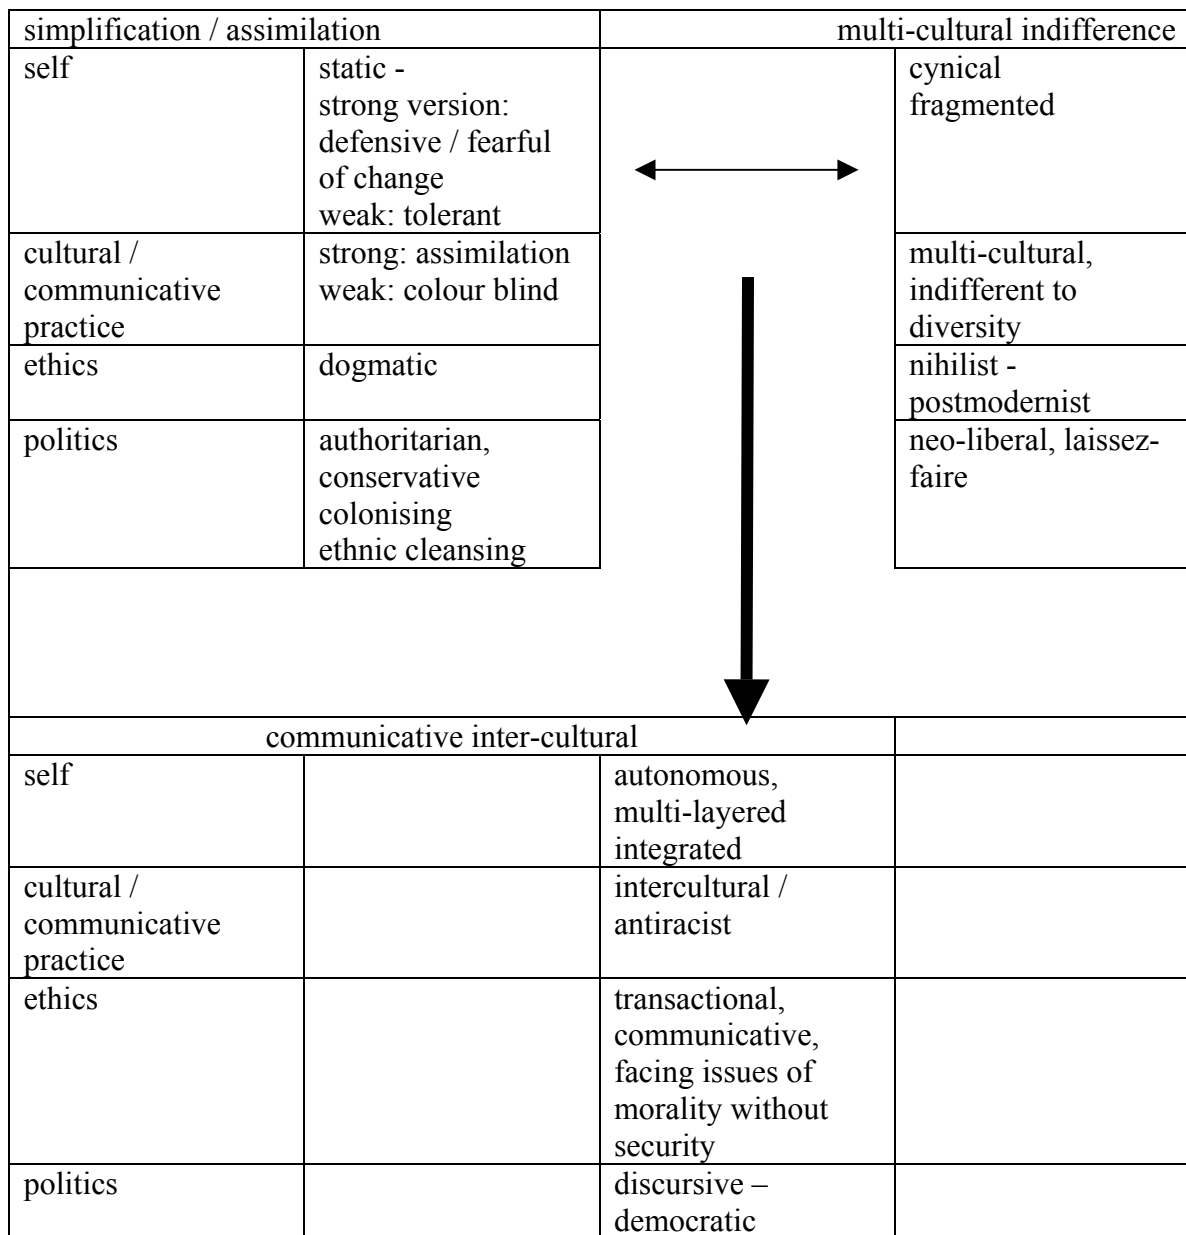 simplification / assimilation
multi-cultural indifference
self
static -
strong version:
defensive / fearful
of change
weak: tolerant
cynical
fragmented
cultural /
communicative
practice
strong: assimilation
weak: colour blind
multi-cultural,
indifferent to
diversity
ethics
dogmatic
nihilist -
postmodernist
politics
authoritarian,
conservative
colonising
ethnic cleansing
neo-liberal, laissez-
faire
communicative inter-cultural
self
autonomous,
multi-layered
integrated
cultural /
communicative
practice
intercultural /
antiracist
ethics
transactional,
communicative,
facing issues of
morality without
security
politics
discursive –
democratic